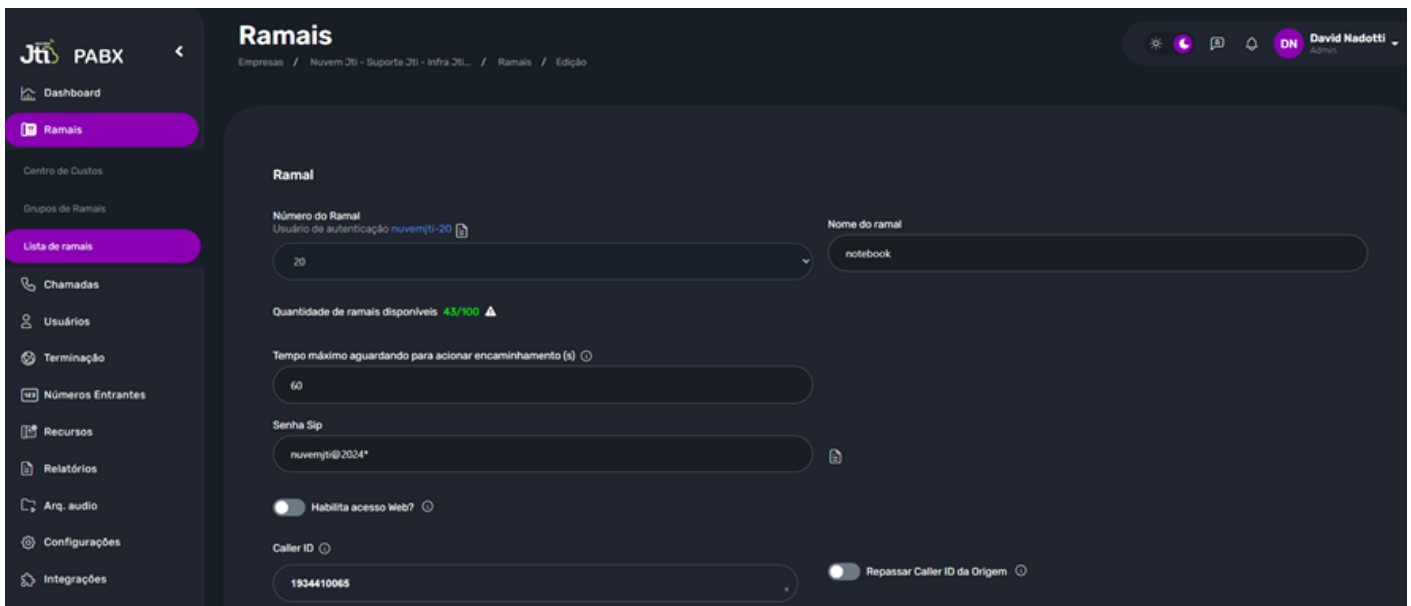 Jti PABX
Dashboard
Ramais
Centro de Custos
Grupos de Ramais
Lista de ramais
Chamadas
Usuários
Terminação
123 Números Entrantes
Recursos
Relatórios
Arq. audio
Configurações
Integrações
Ramais
Empresas / Nuvem Jti - Suporte Jti - Infra Jti... / Ramais / Edição
DN David Nadotti
Admin
Ramal
Número do Ramal
Usuário de autenticação nuvemjti-20
20
Nome do ramal
notebook
Quantidade de ramais disponíveis 43/100
Tempo máximo aguardando para acionar encaminhamento (s)
60
Senha Sip
nuvemjti@2024*
Habilita acesso Web?
Caller ID
1934410065
Repassar Caller ID da Origem